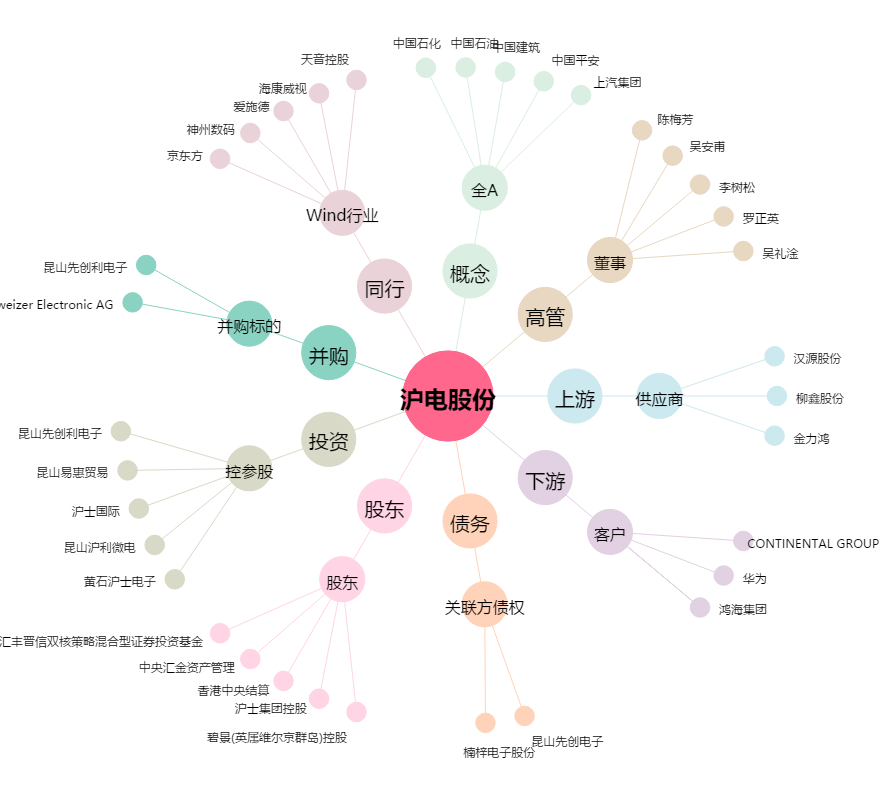 中国石化
中国石油
中国建筑
中国平安
上汽集团
天音控股
海康威视
爱施德
神州数码
京东方
Wind行业
全A
陈梅芳
吴安甫
李树松
罗正英
吴礼淦
董事
昆山先创利电子
weizer Electronic AG
并购标的
同行
概念
高管
并购
沪电股份
上游
供应商
汉源股份
柳鑫股份
金力鸿
昆山先创利电子
昆山易惠贸易
沪士国际
昆山沪利微电
黄石沪士电子
控参股
投资
股东
债务
下游
客户
CONTINENTAL GROUP
华为
鸿海集团
股东
关联方债权
汇丰晋信双核策略混合型证券投资基金
中央汇金资产管理
香港中央结算
沪士集团控股
碧景(英属维尔京群岛)控股
楠梓电子股份
昆山先创电子